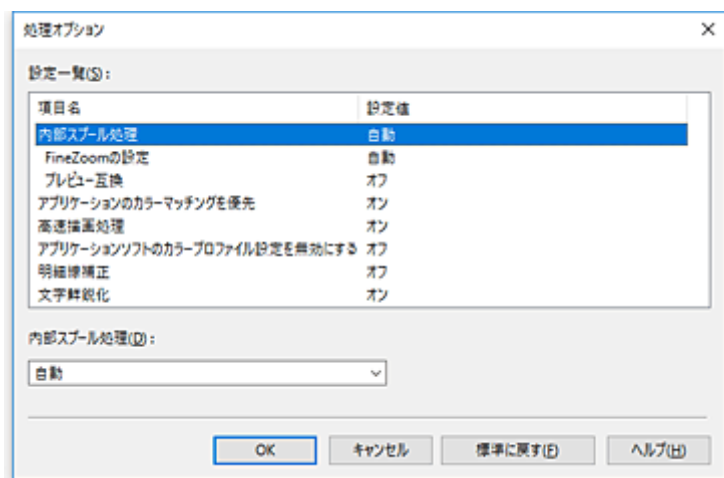 処理オプション
設定一覧(S):
項目名 設定値
内部スプール処理 自動
FineZoomの設定 自動
プレビュー互換 オフ
アプリケーションのカラーマッチングを優先 オン
高速描画処理 オン
アプリケーションソフトのカラープロファイル設定を無効にする オフ
明細線補正 オフ
文字鮮鋭化 オン
内部スプール処理(D):
自動
OK キャンセル 標準に戻す(F) ヘルプ(H)